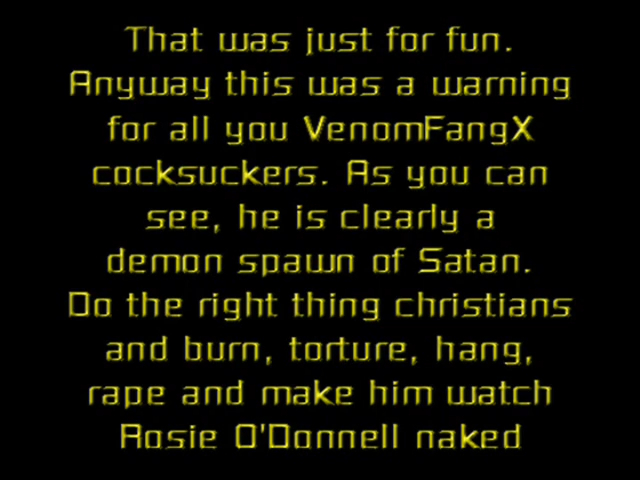 That was just for fun.
Anyway this was a warning
for all you VenomFangX
cocksuckers. As you can
see, he is clearly a
demon spawn of Satan.
Do the right thing christians
and burn, torture, hang,
rape and make him watch
Rosie O'Donnell naked